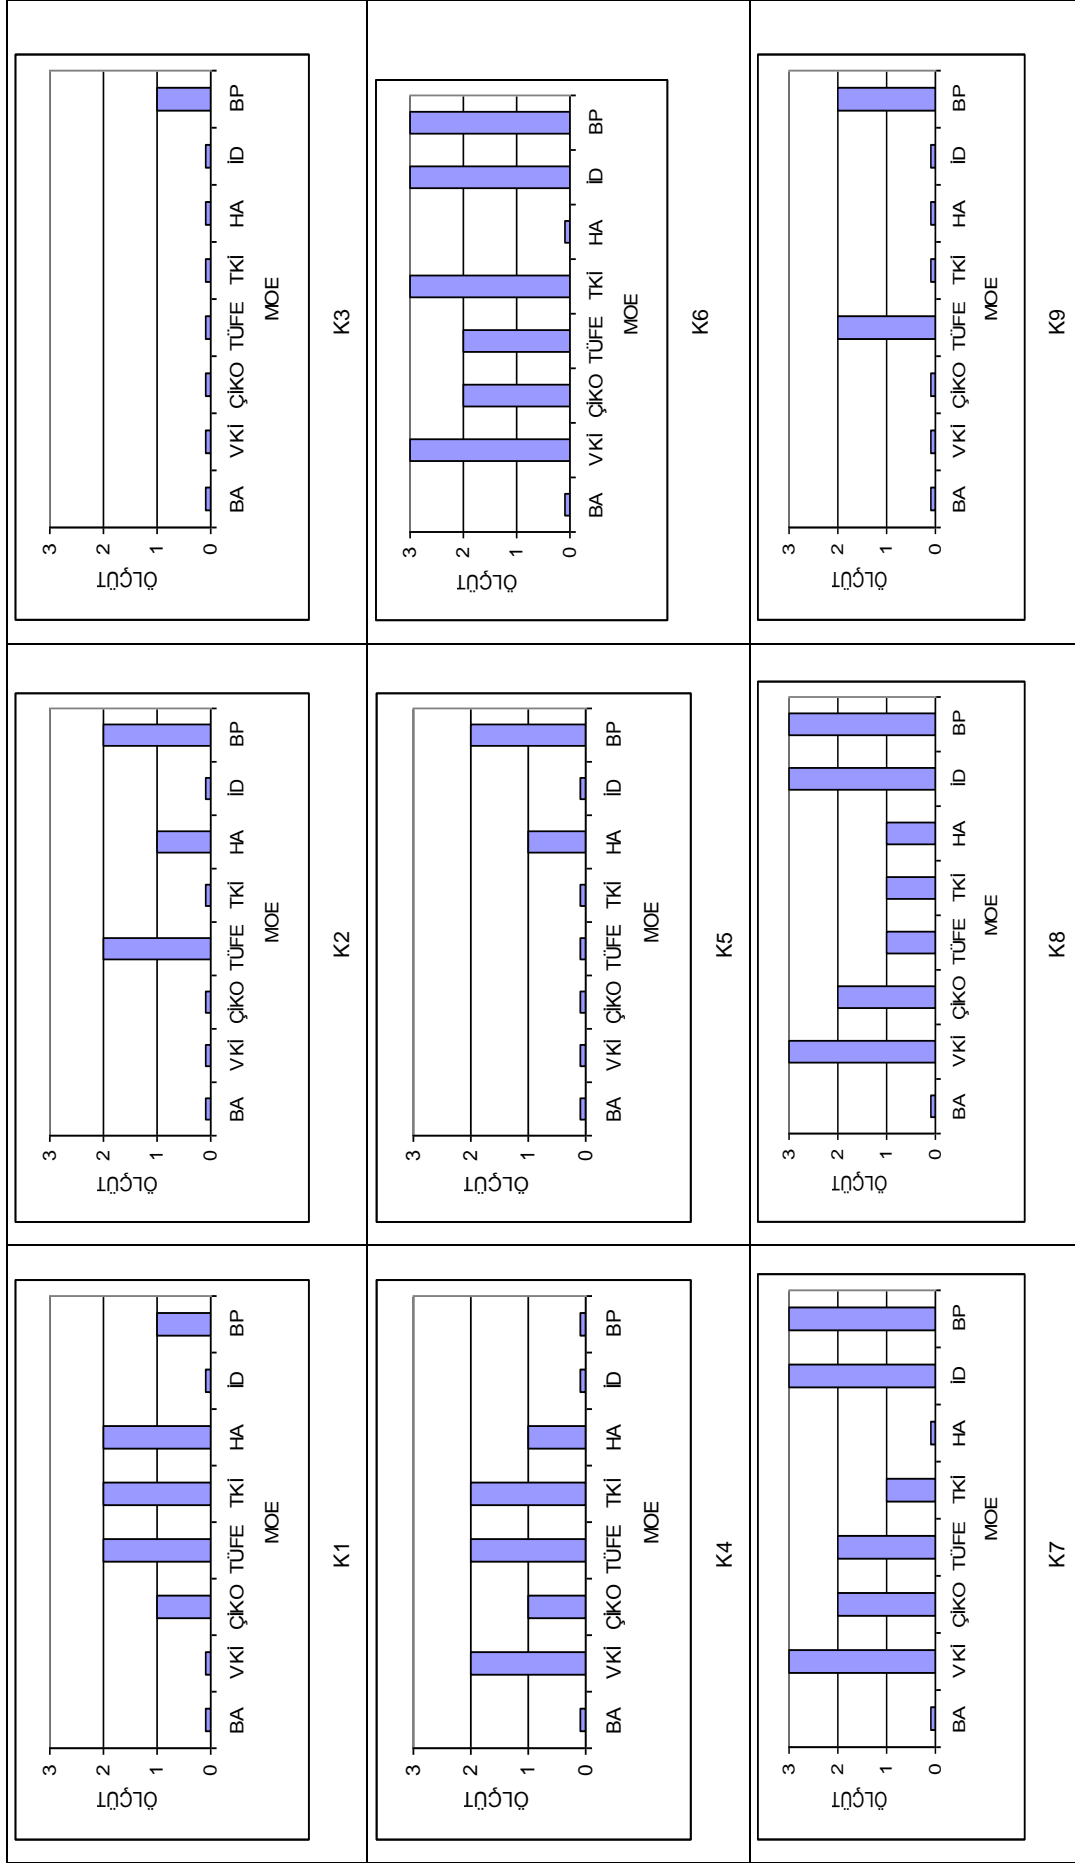 ÖLÇÜT
3
2
1
0
BA VKİ ÇİKO TÜFE TKİ HA İD BP
MOE
K1
ÖLÇÜT
3
2
1
0
BA VKİ ÇİKO TÜFE TKİ HA İD BP
MOE
K2
ÖLÇÜT
3
2
1
0
BA VKİ ÇİKO TÜFE TKİ HA İD BP
MOE
K3
ÖLÇÜT
3
2
1
0
BA VKİ ÇİKO TÜFE TKİ HA İD BP
MOE
K4
ÖLÇÜT
3
2
1
0
BA VKİ ÇİKO TÜFE TKİ HA İD BP
MOE
K5
ÖLÇÜT
3
2
1
0
BA VKİ ÇİKO TÜFE TKİ HA İD BP
MOE
K6
ÖLÇÜT
3
2
1
0
BA VKİ ÇİKO TÜFE TKİ HA İD BP
MOE
K7
ÖLÇÜT
3
2
1
0
BA VKİ ÇİKO TÜFE TKİ HA İD BP
MOE
K8
ÖLÇÜT
3
2
1
0
BA VKİ ÇİKO TÜFE TKİ HA İD BP
MOE
K9